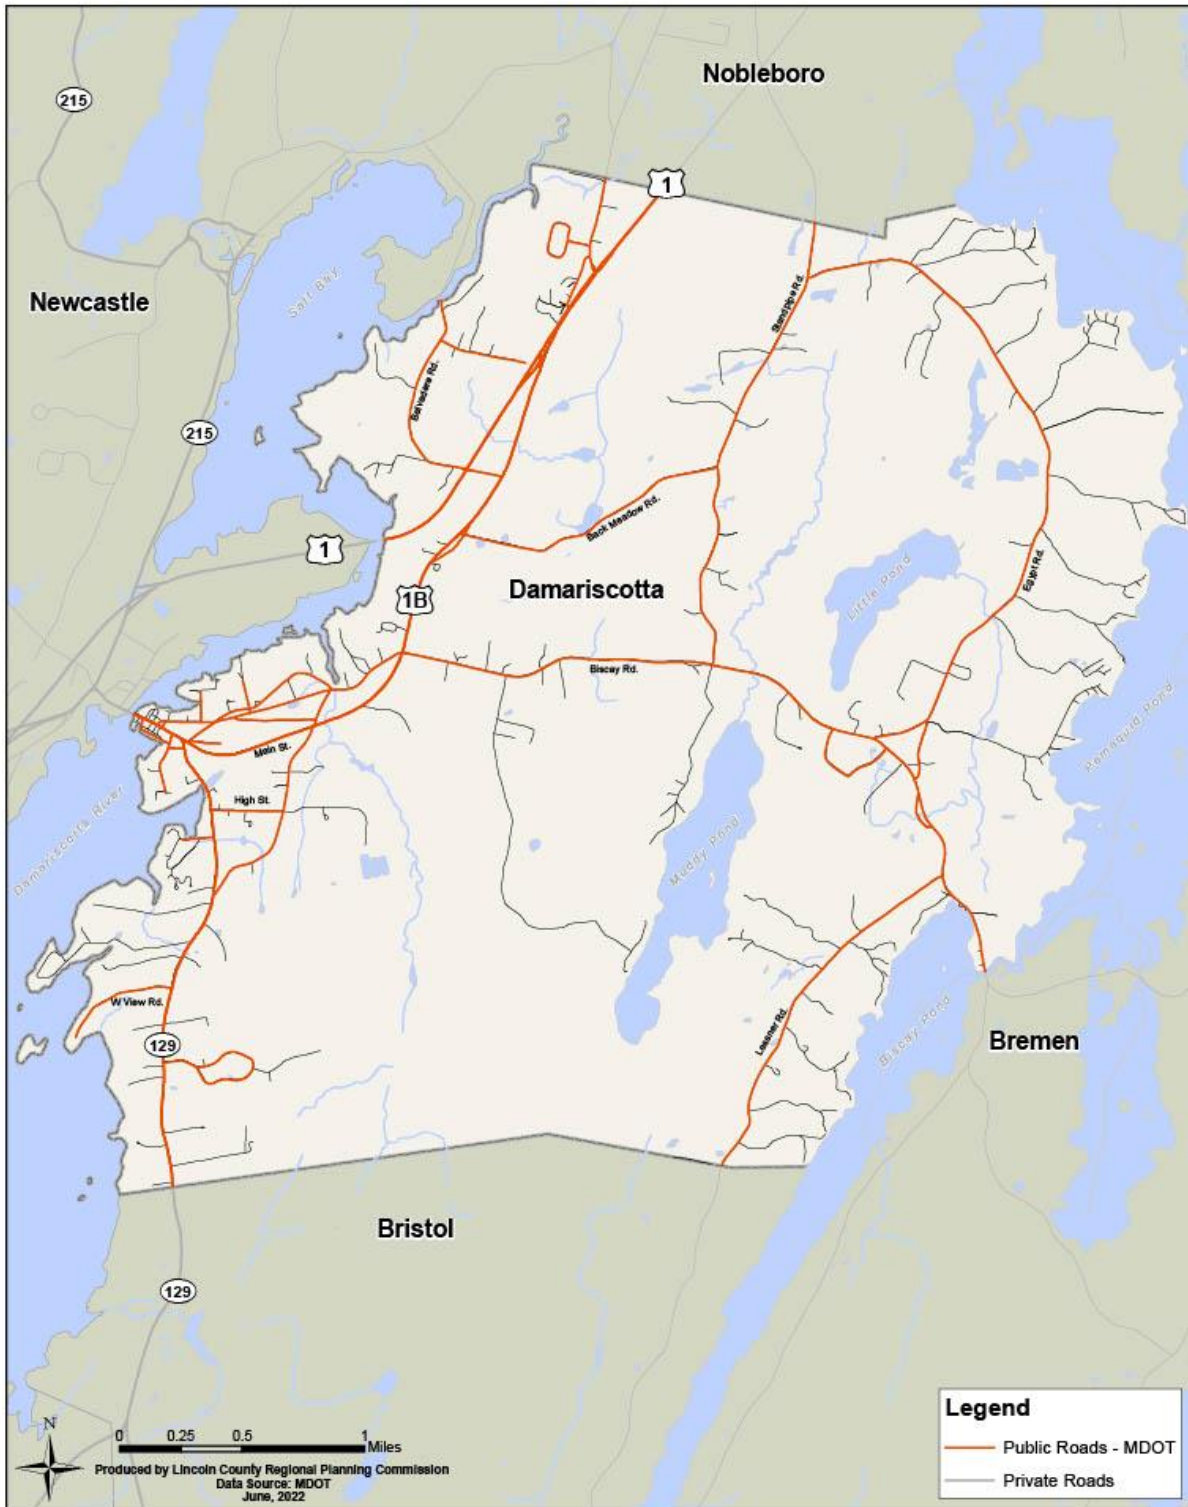 Nobleboro
215
1
Newcastle
Salt Bay
Standpipe Rd.
Belvedere Rd.
215
Back Meadow Rd.
1
Egypt Rd.
Little Pond
Damariscotta
1B
Biscay Rd.
Pemaquid Pond
Main St.
High St.
Damariscotta River
Muddy Pond
W View Rd.
Lessner Rd.
Biscay Pond
129
Bremen
Bristol
129
Legend
Public Roads - MDOT
Private Roads
N
0 0.25 0.5 1
Miles
Produced by Lincoln County Regional Planning Commission
Data Source: MDOT
June, 2022